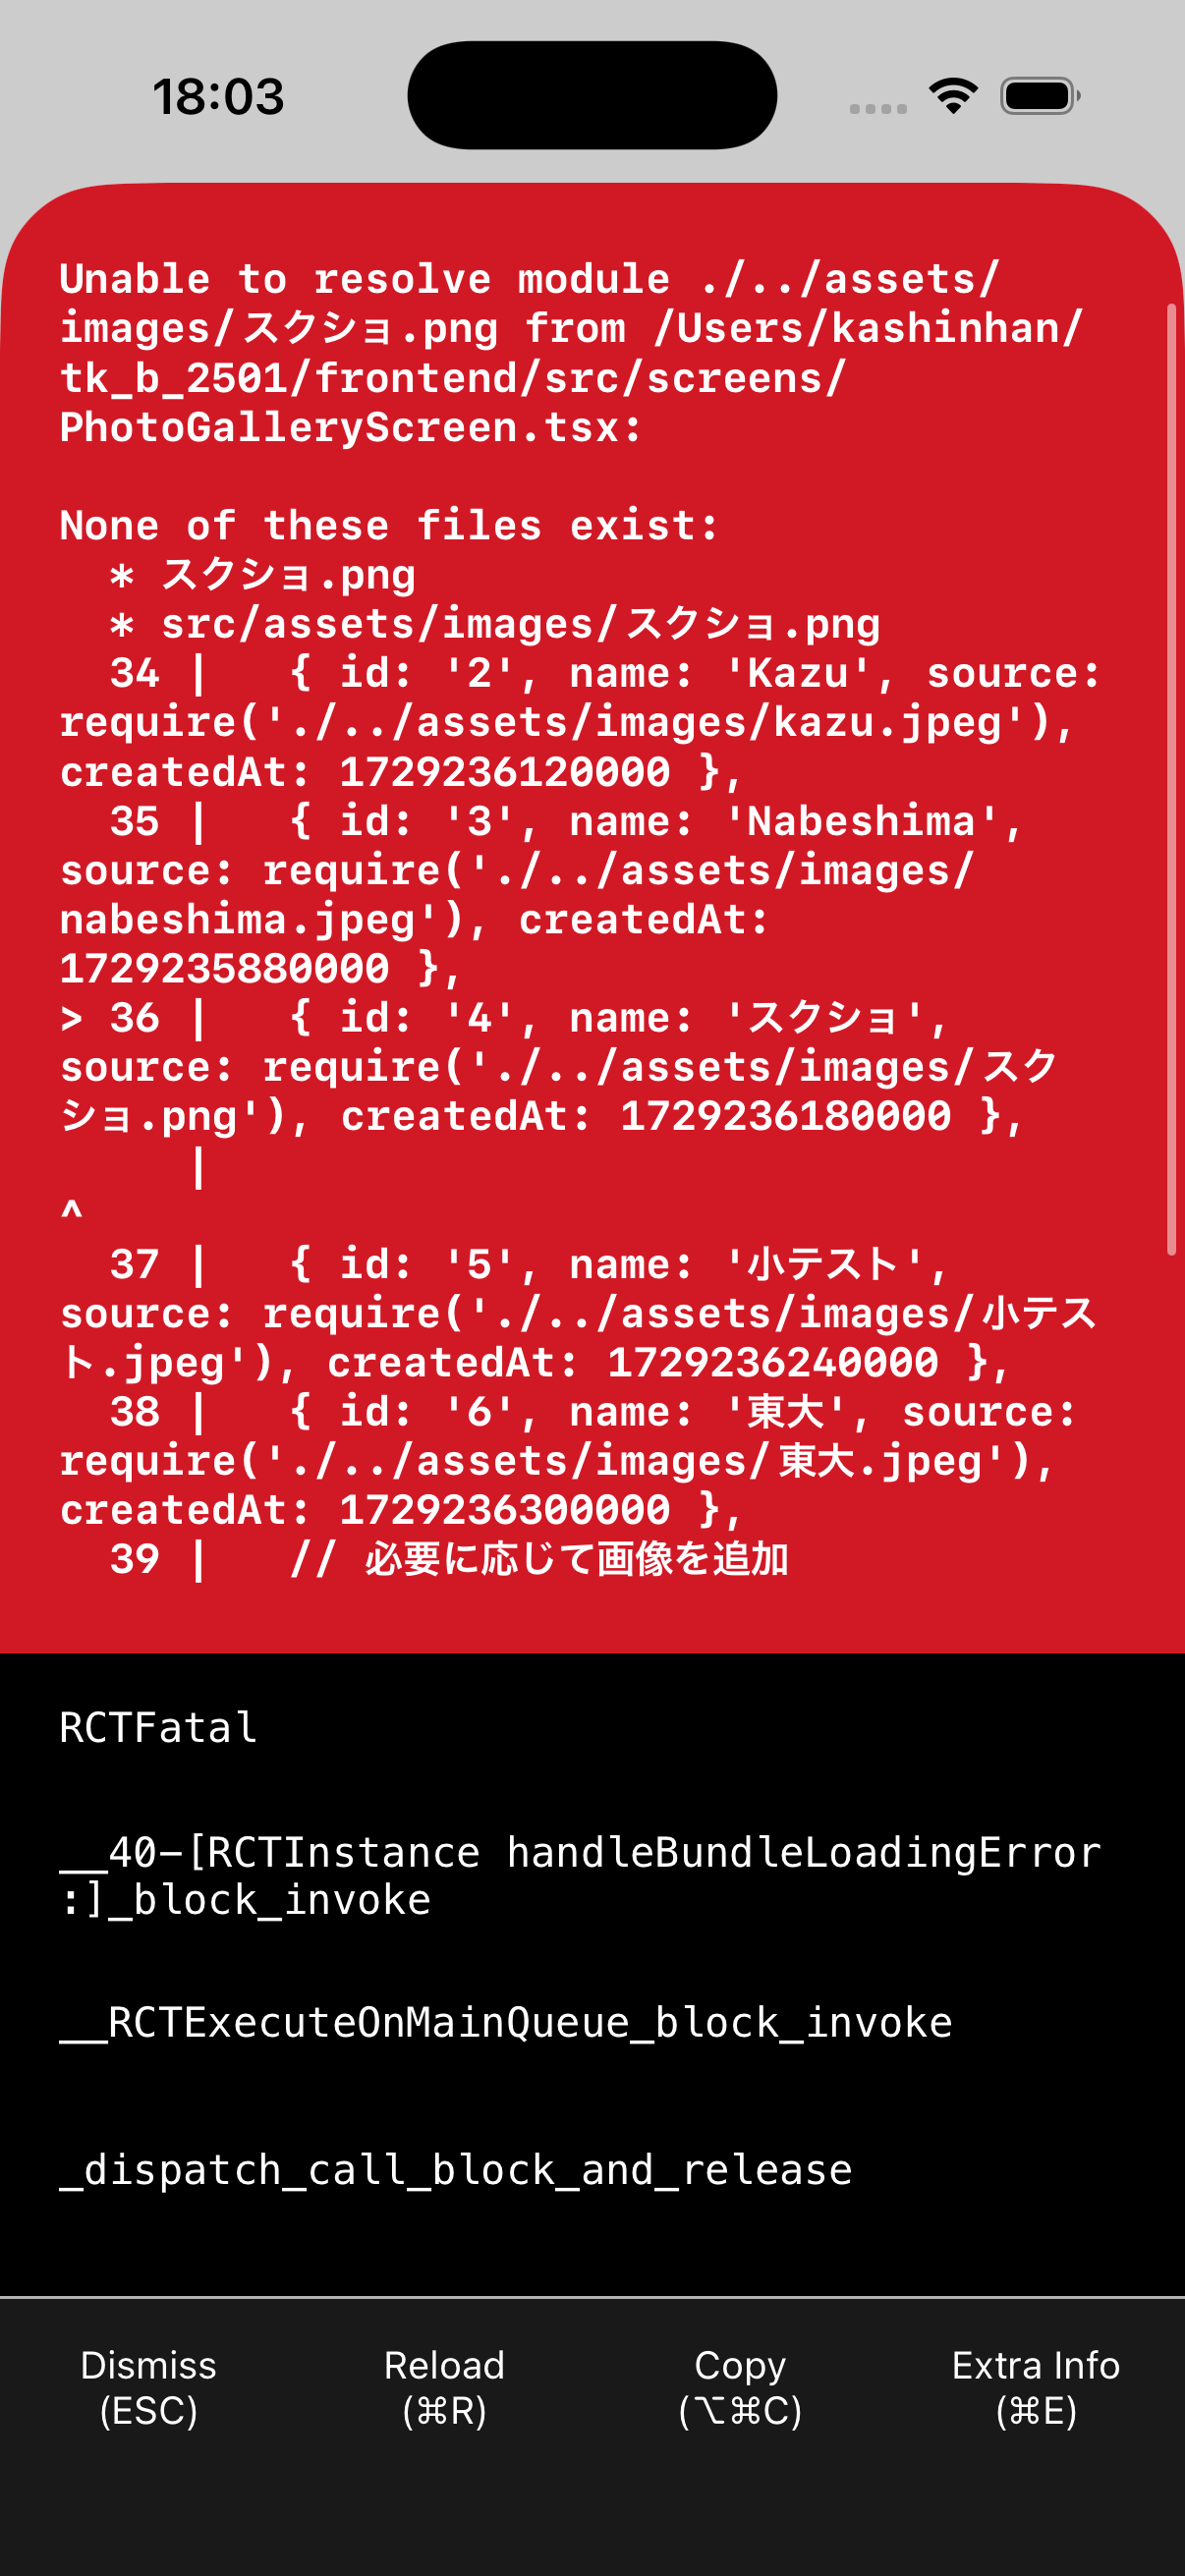 18:03
Unable to resolve module ./../assets/
images/スクショ.png from /Users/kashinhan/
tk_b_2501/frontend/src/screens/
PhotoGalleryScreen.tsx:
None of these files exist:
* スクショ.png
* src/assets/images/スクショ.png
34 |   { id: '2', name: 'Kazu', source:
require('./../assets/images/kazu.jpeg'),
createdAt: 1729236120000 },
35 |   { id: '3', name: 'Nabeshima',
source: require('./../assets/images/
nabeshima.jpeg'), createdAt:
1729235880000 },
> 36 |   { id: '4', name: 'スクショ',
source: require('./../assets/images/スク
ショ.png'), createdAt: 1729236180000 },
|
^
37 |   { id: '5', name: '小テスト',
source: require('./../assets/images/小テス
ト.jpeg'), createdAt: 1729236240000 },
38 |   { id: '6', name: '東大', source:
require('./../assets/images/東大.jpeg'),
createdAt: 1729236300000 },
39 |   // 必要に応じて画像を追加
RCTFatal
__40-[RCTInstance handleBundleLoadingError
:]_block_invoke
__RCTExecuteOnMainQueue_block_invoke
_dispatch_call_block_and_release
Dismiss Reload Copy Extra Info
(ESC) (⌘R) (⌥⌘C) (⌘E)